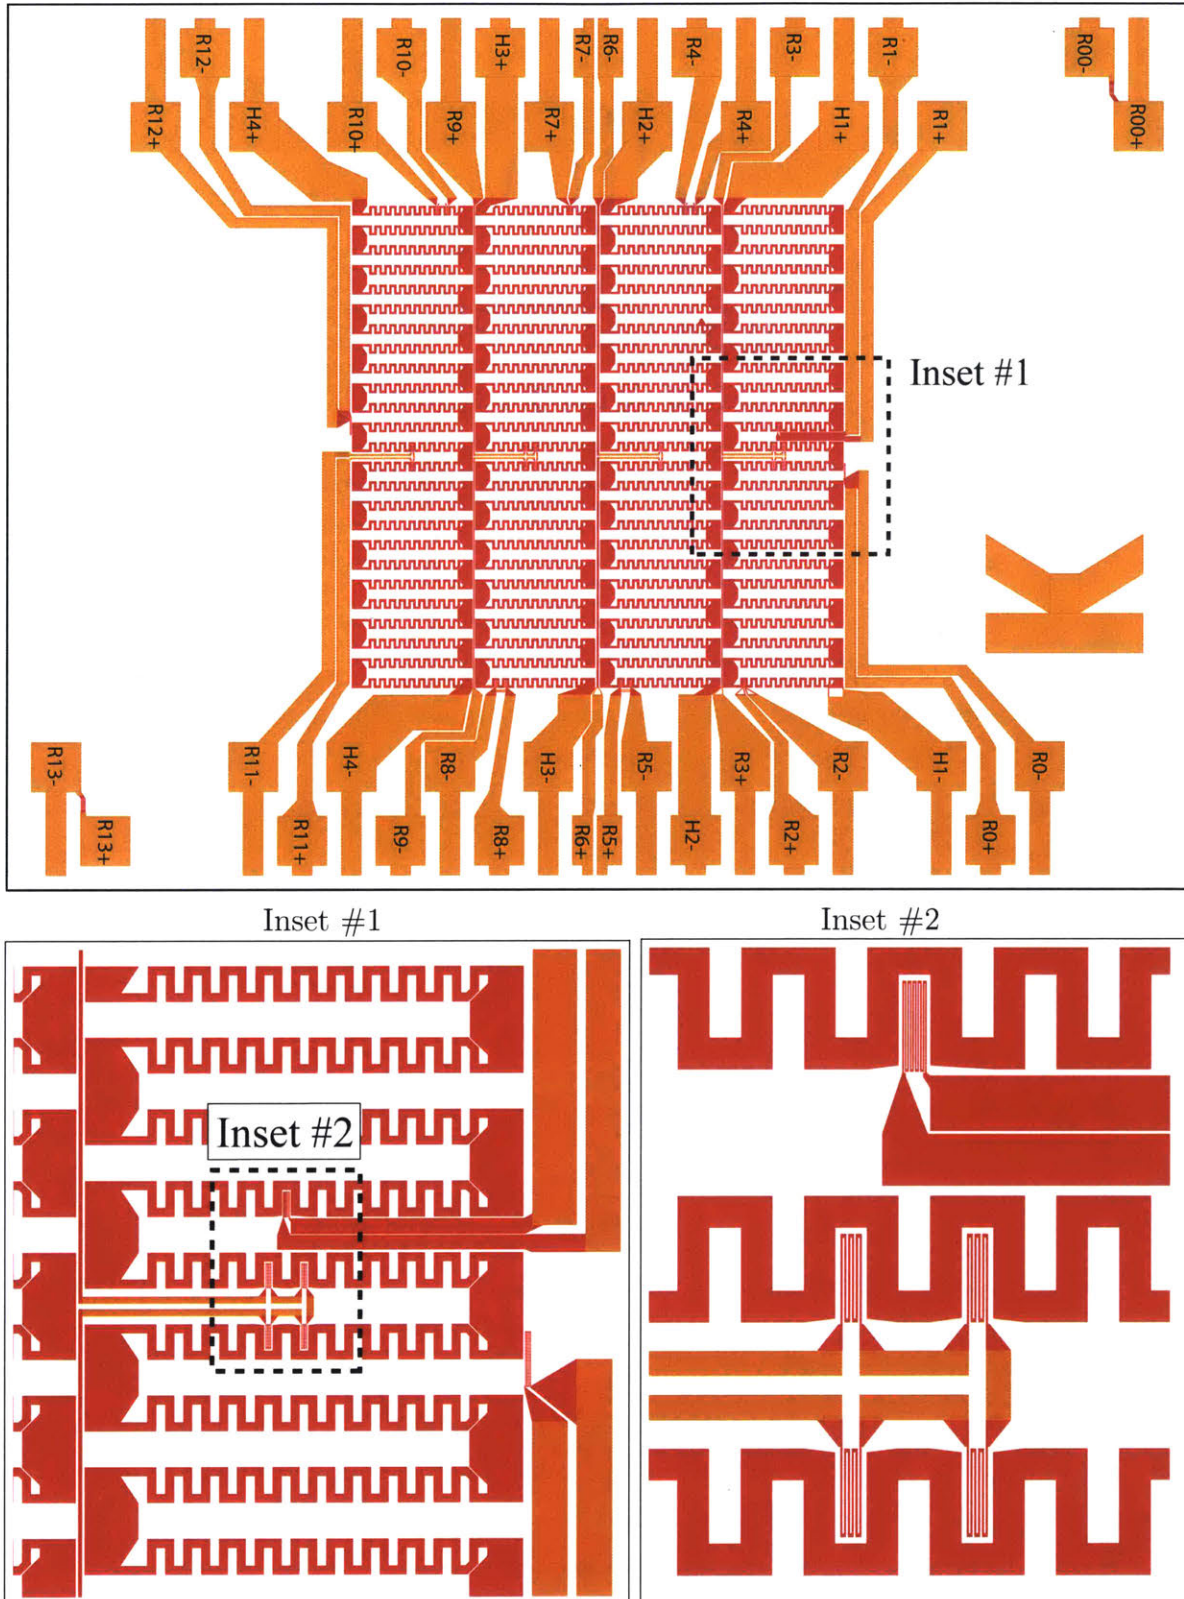 R12-
R10-
H3+
R7-
R6-
R4-
R3-
R1-
R00-
R12+
H4+
R10+
R9+
R7+
H2+
R4+
H1+
R1+
R00+
Inset #1
R13-
R11-
H4-
R8-
H3-
R5-
R3+
R2-
H1-
R0-
R13+
R11+
R9-
R8+
R6+
R5+
H2-
R2+
R0+
Inset #1
Inset #2
Inset #2